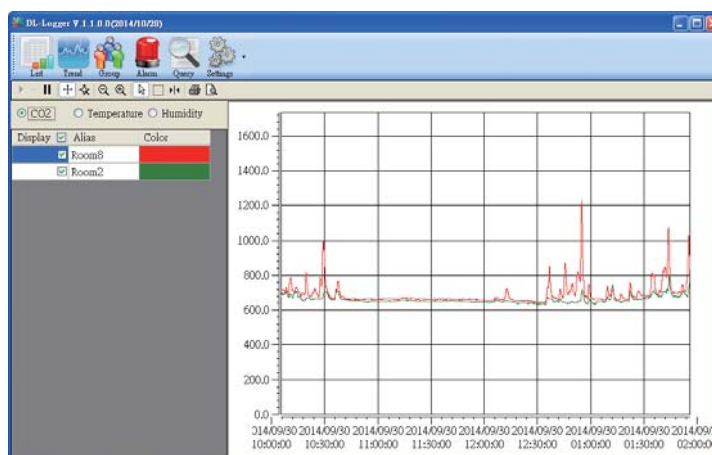 DL-Logger V.1.1.0.0(2014/10/20)
List Trend Group Alarm Query Settings
CO2 Temperature Humidity
Display Alias Color
Room8
Room2
1600.0
1400.0
1200.0
1000.0
800.0
600.0
400.0
200.0
0.0
2014/09/30 2014/09/30 2014/09/30 2014/09/30 2014/09/30 2014/09/30 2014/09/30 2014/09/30 2014/09/
10:00:00 10:30:00 11:00:00 11:30:00 12:00:00 12:30:00 01:00:00 01:30:00 02:00: